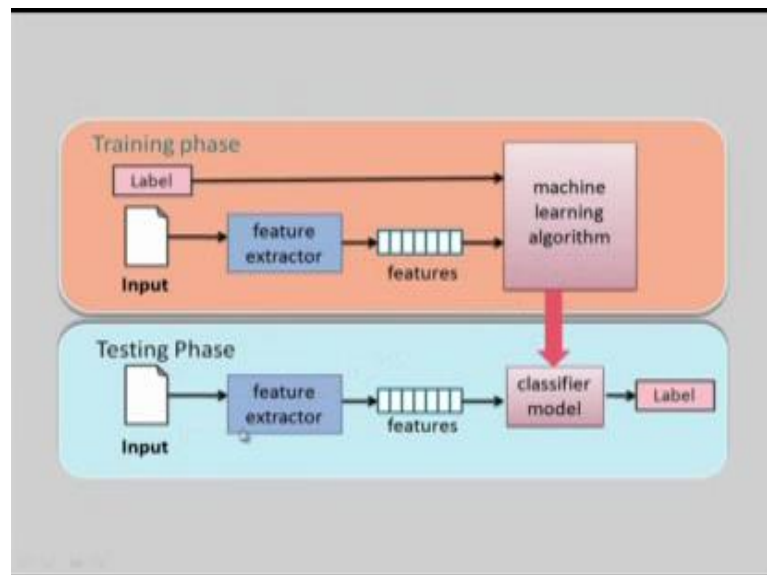 Training phase
Label
Input
feature
extractor
features
machine
learning
algorithm
Testing Phase
Input
feature
extractor
features
classifier
model
Label